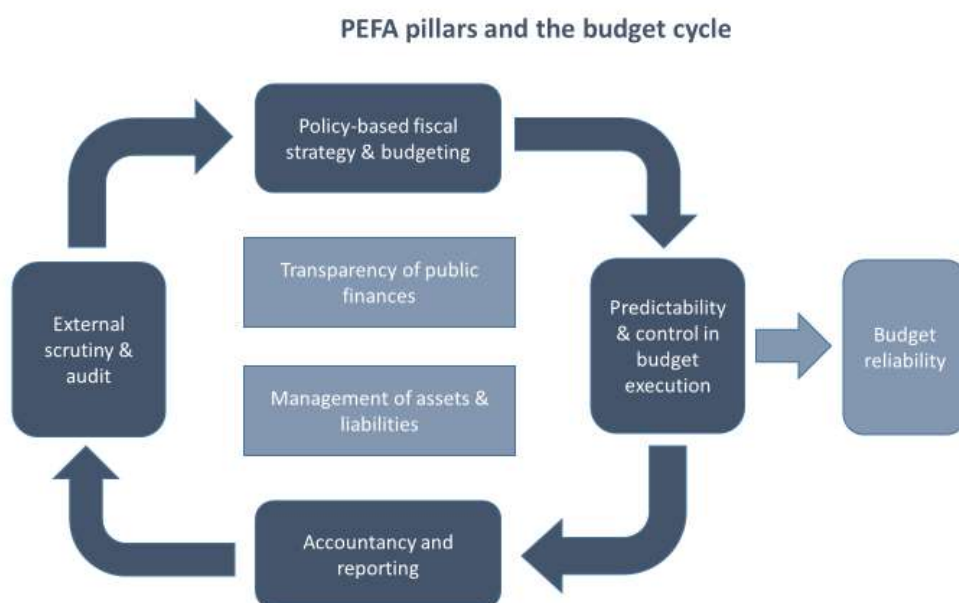 PEFA pillars and the budget cycle
Policy-based fiscal
strategy & budgeting
Transparency of public
finances
External
scrutiny &
audit
Predictability
& control in
budget
execution
Budget
reliability
Management of assets &
liabilities
Accountancy and
reporting